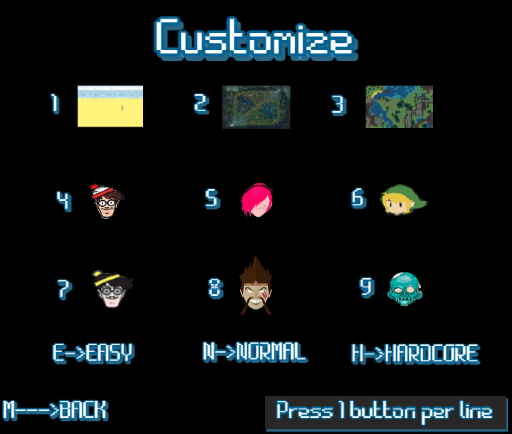 Customize
1 2 3
4 5 6
7 8 9
E->EASY N->NORMAL H->HARDCORE
M--->BACK Press 1 button per line